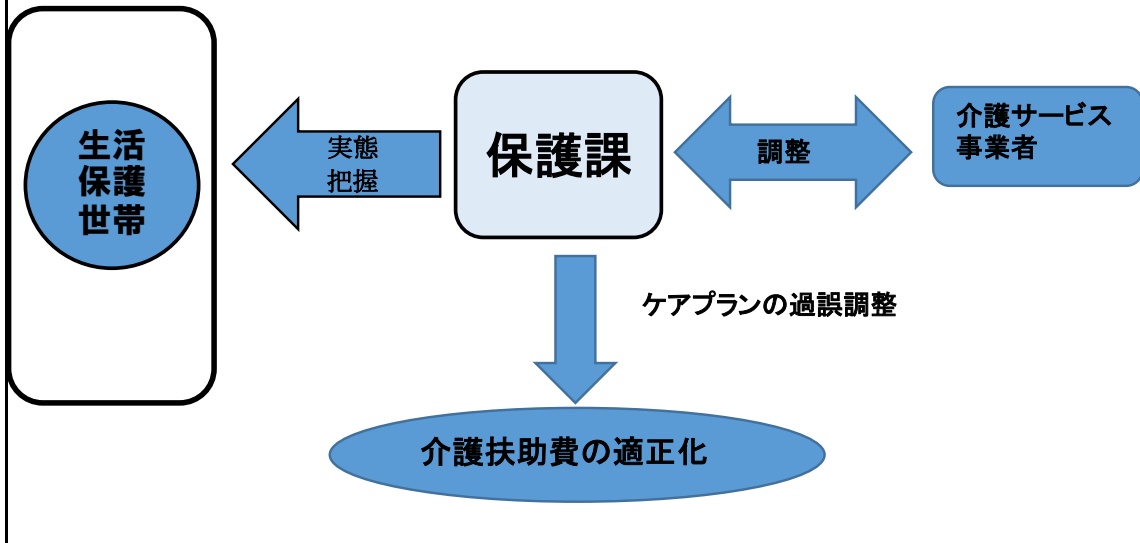 生活
保護
世帯
実態
把握
保護課
調整
介護サービス
事業者
ケアプランの過誤調整
介護扶助費の適正化